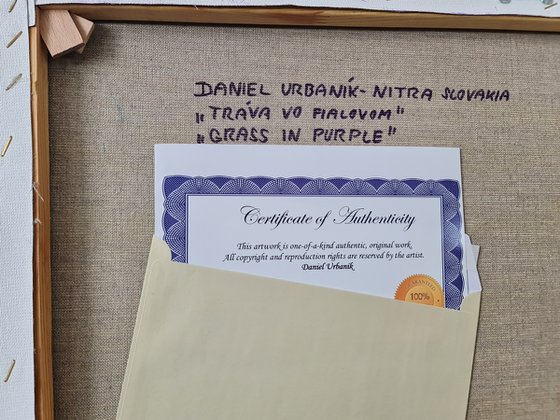 DANIEL URBANÍK - NITRA SLOVAKIA
„TRÁVA VO FIALOVOM"
„GRASS IN PURPLE"
Certificate of Authenticity
This artwork is one-of-a-kind authentic, original work.
All copyright and reproduction rights are reserved by the artist.
Daniel Urbaník
GUARANTEED
100%